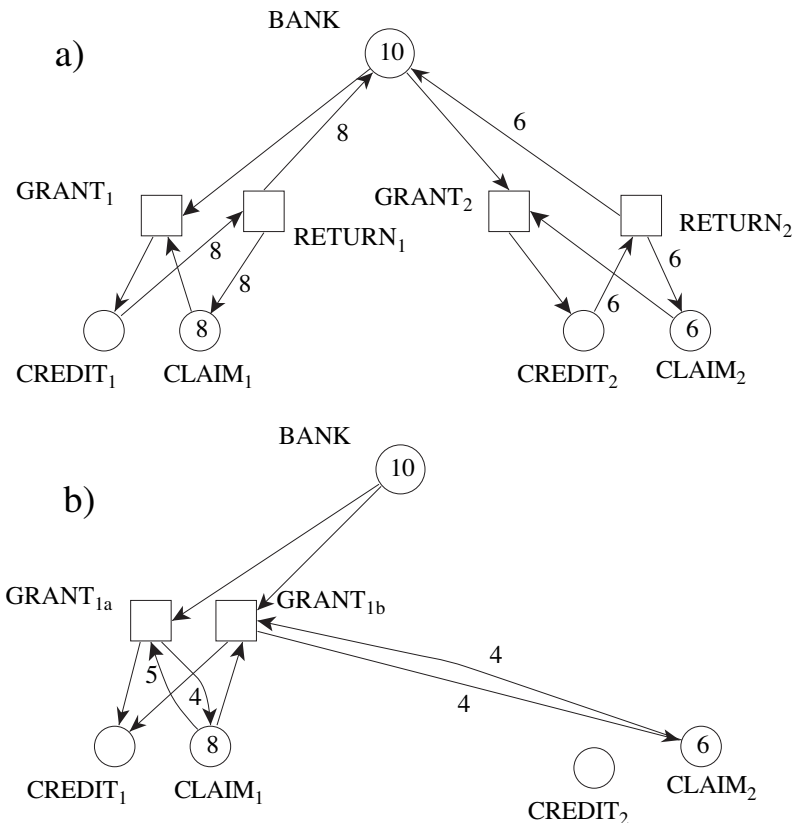 BANK
a)
10
8
6
GRANT₁
GRANT₂
RETURN₁
RETURN₂
8
8
6
6
8
6
CREDIT₁
CLAIM₁
CREDIT₂
CLAIM₂
BANK
10
b)
GRANT₁ₐ
GRANT₁b
5
4
4
4
8
6
CREDIT₁
CLAIM₁
CREDIT₂
CLAIM₂